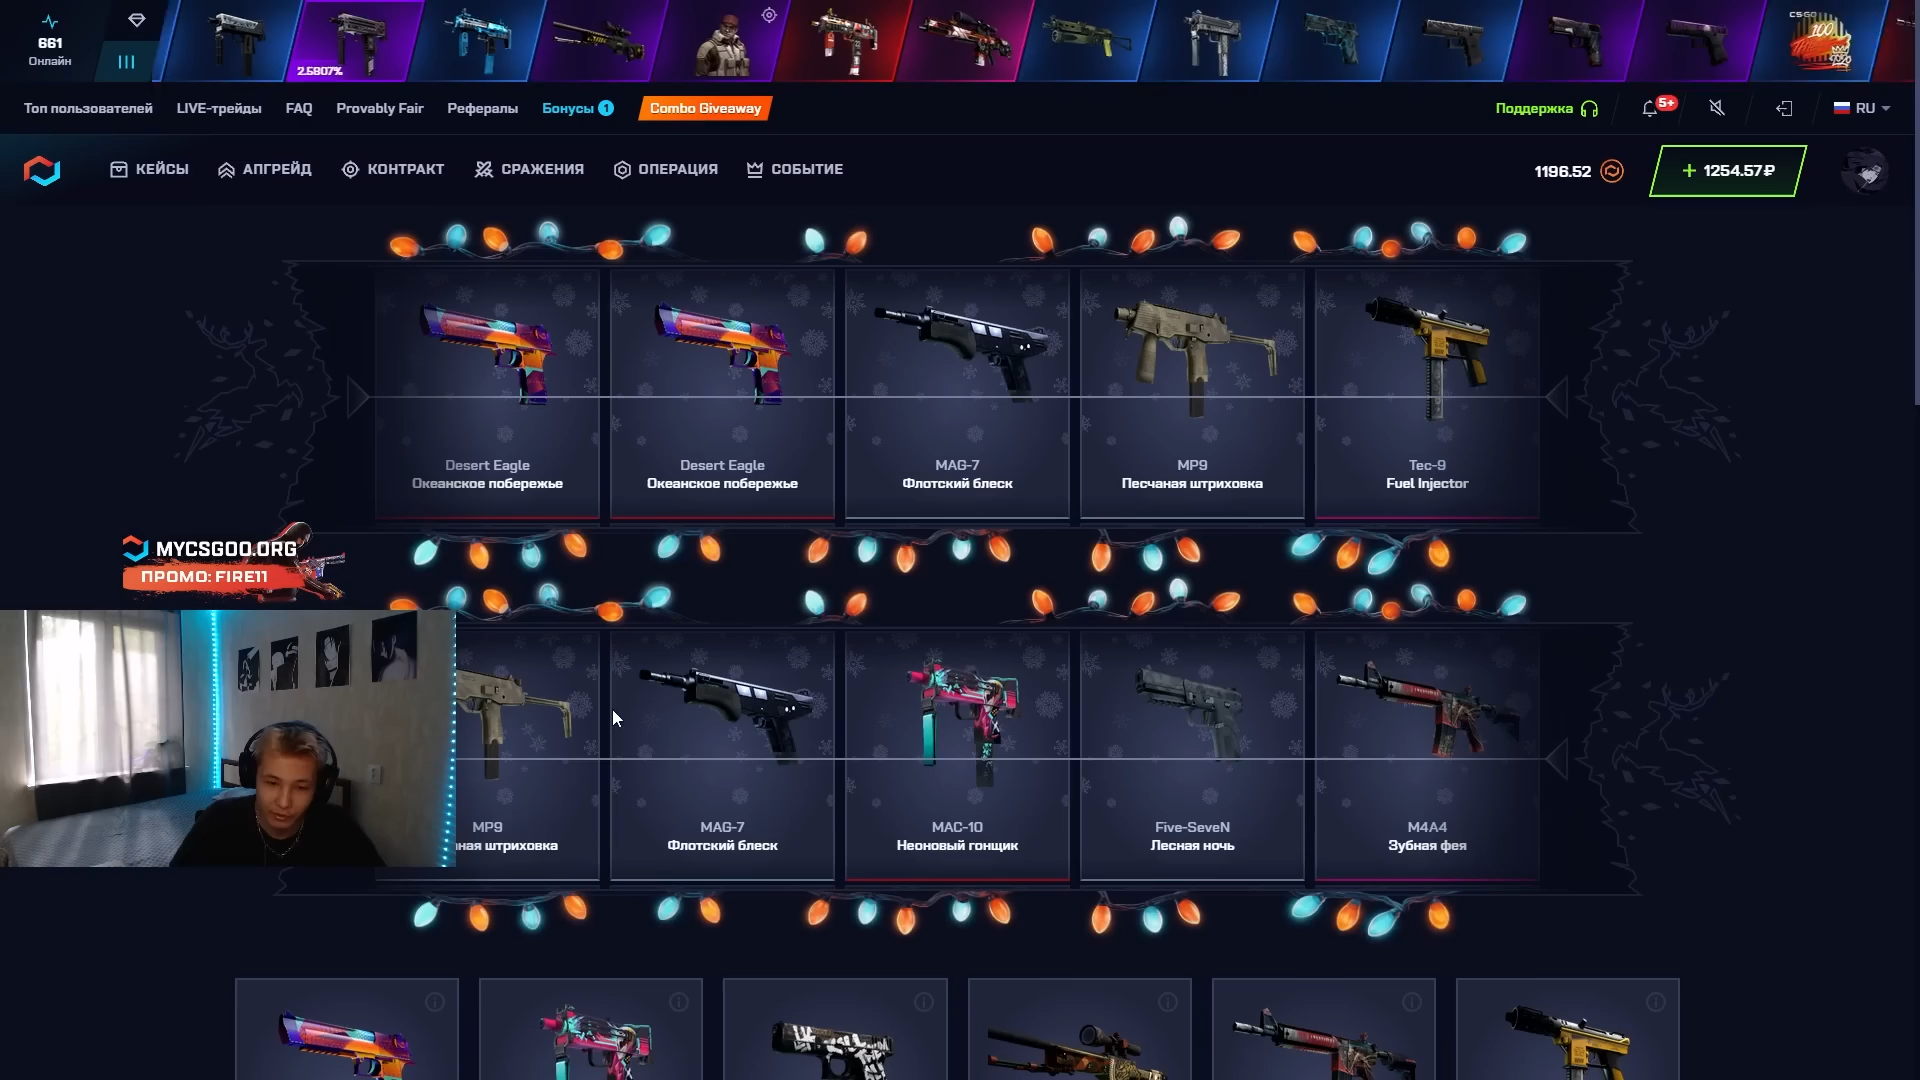 661
Онлайн
2.5807%
CS:GO
100
Топ пользователей
LIVE-трейды
FAQ
Provably Fair
Рефералы
Бонусы 1
Combo Giveaway
Поддержка
5+
RU
КЕЙСЫ
АПГРЕЙД
КОНТРАКТ
СРАЖЕНИЯ
ОПЕРАЦИЯ
СОБЫТИЕ
1196.52
+ 1254.57₽
Desert Eagle
Океанское побережье
Desert Eagle
Океанское побережье
MAG-7
Флотский блеск
MP9
Песчаная штриховка
Tec-9
Fuel Injector
MYCSGOO.ORG
ПРОМО: FIRE11
MP9
ная штриховка
MAG-7
Флотский блеск
MAC-10
Неоновый гонщик
Five-SeveN
Лесная ночь
M4A4
Зубная фея